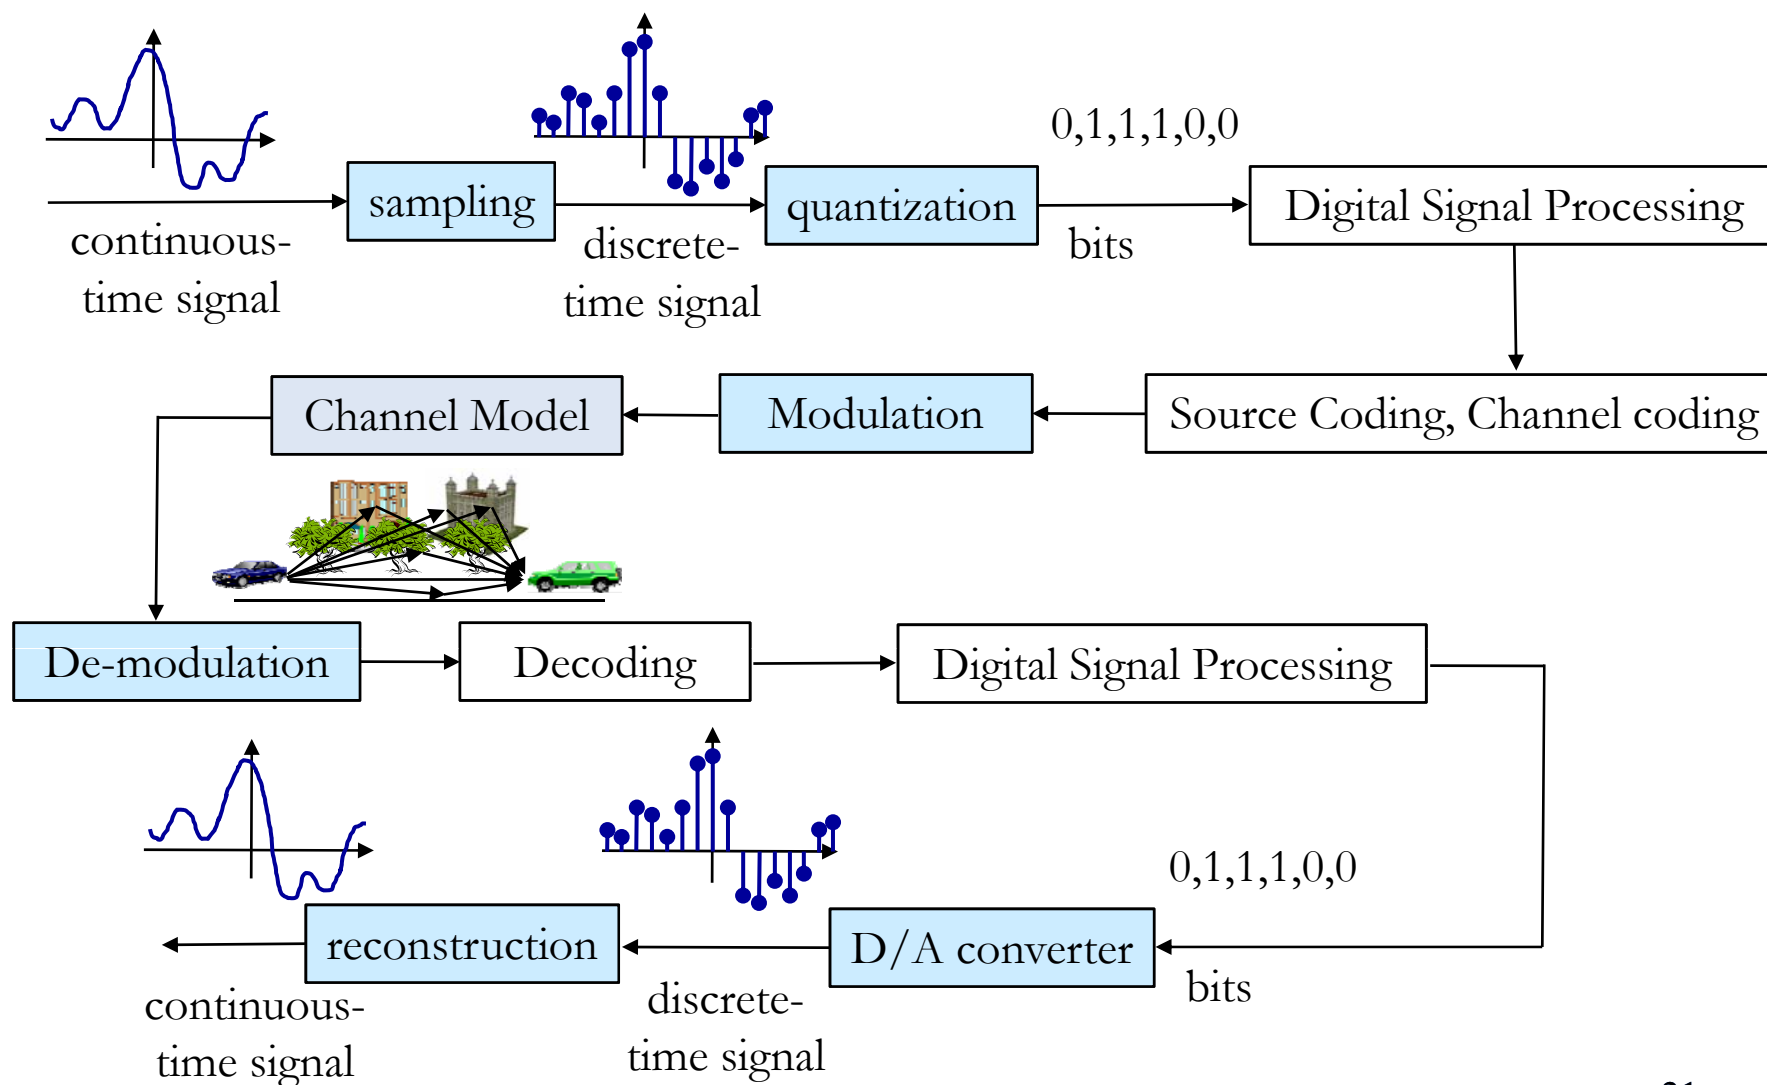 0,1,1,1,0,0
sampling
quantization
Digital Signal Processing
continuous-
time signal
discrete-
time signal
bits
Channel Model
Modulation
Source Coding, Channel coding
De-modulation
Decoding
Digital Signal Processing
0,1,1,1,0,0
reconstruction
D/A converter
continuous-
time signal
discrete-
time signal
bits